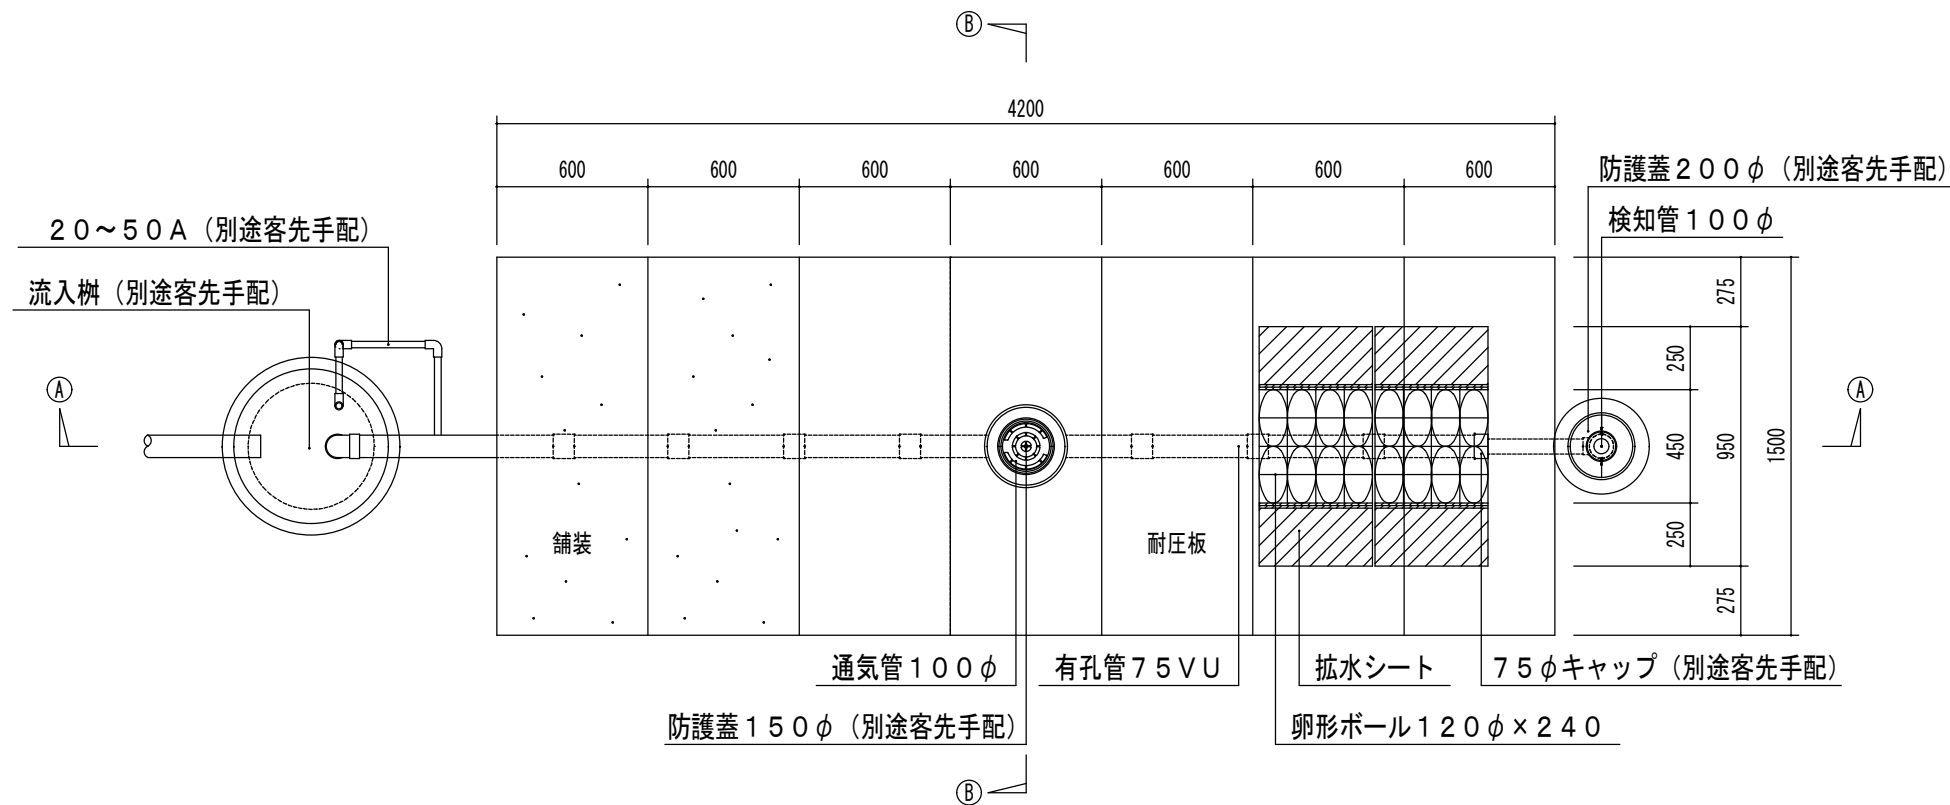 Ⓑ
4200
600 600 600 600 600 600 600
防護蓋２００φ（別途客先手配）
検知管１００φ
２０～５０Ａ（別途客先手配）
流入桝（別途客先手配）
275
250
Ⓐ
Ⓐ
450
950
1500
250
275
舗装
耐圧板
通気管１００φ
有孔管７５ＶＵ
拡水シート
７５φキャップ（別途客先手配）
防護蓋１５０φ（別途客先手配）
卵形ボール１２０φ×２４０
Ⓑ